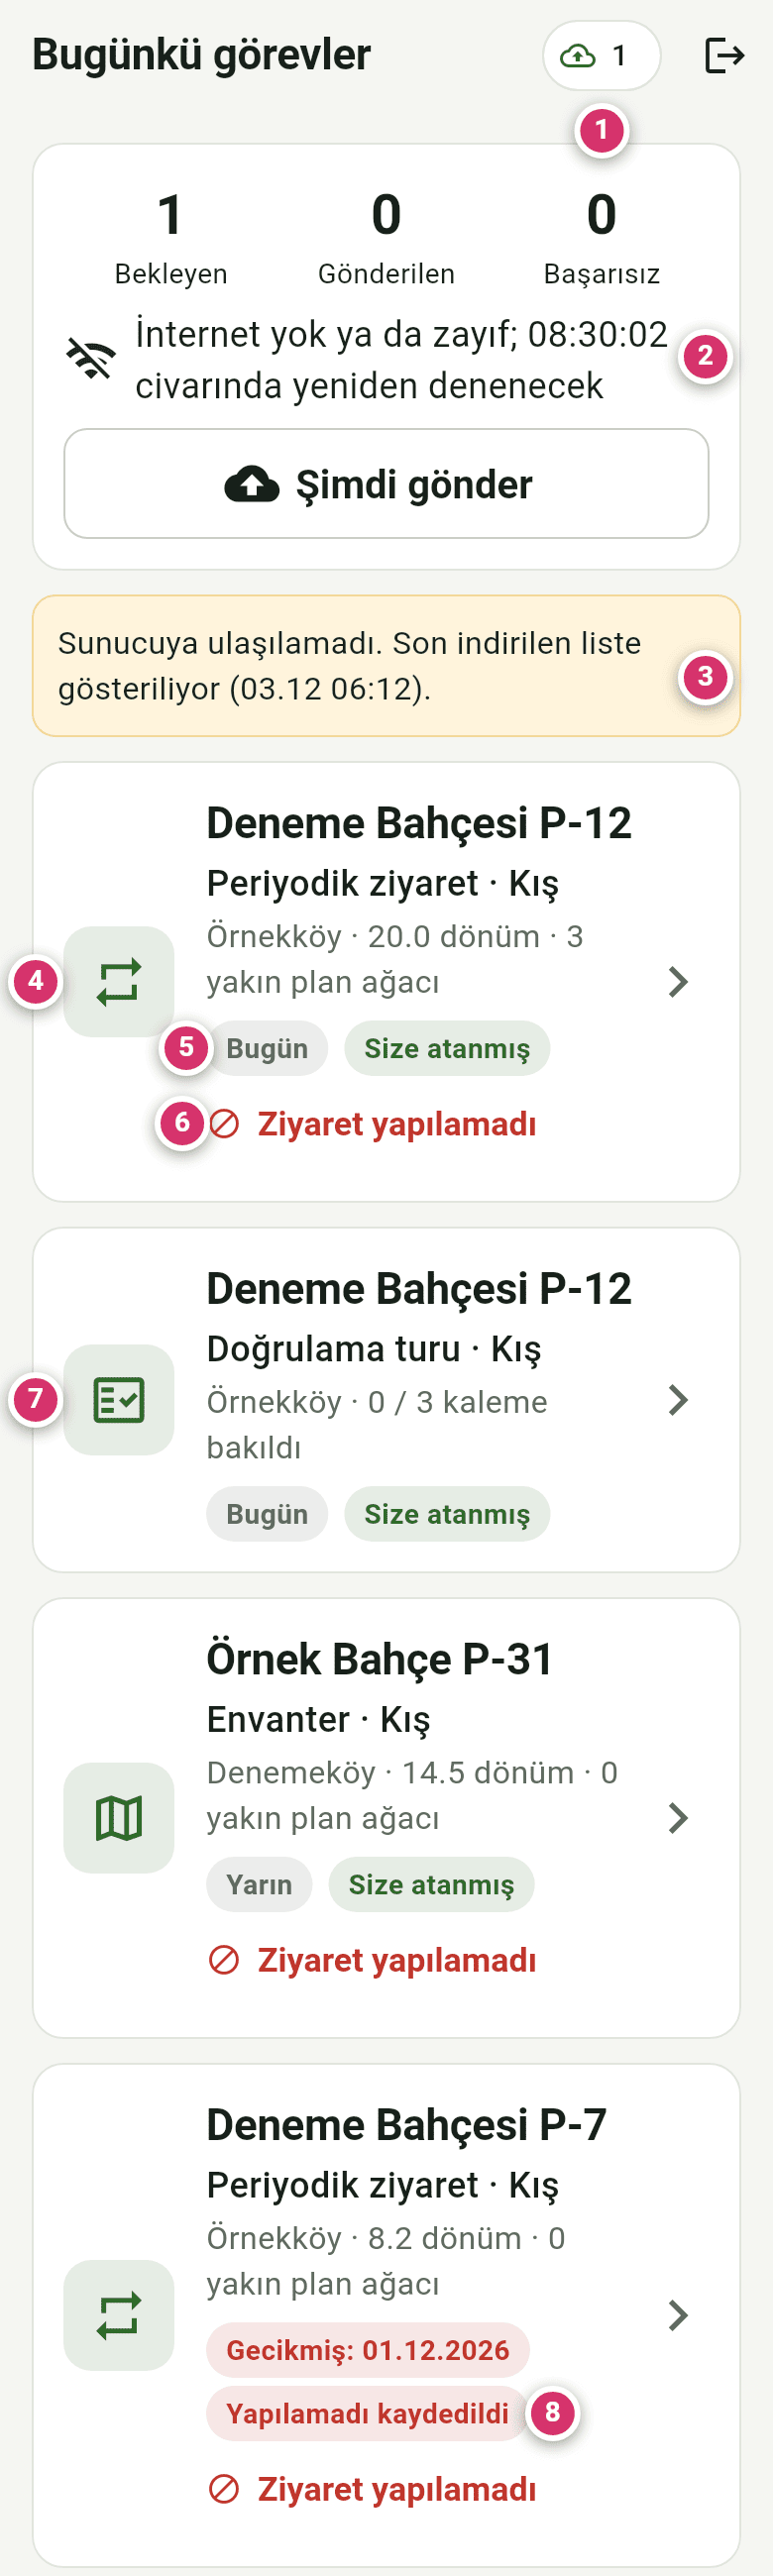 Bugünkü görevler
1
1
1
0
0
Bekleyen
Gönderilen
Başarısız
İnternet yok ya da zayıf; 08:30:02
civarında yeniden denenecek
2
Şimdi gönder
Sunucuya ulaşılamadı. Son indirilen liste
gösteriliyor (03.12 06:12).
3
Deneme Bahçesi P-12
Periyodik ziyaret · Kış
Örnekköy · 20.0 dönüm · 3
yakın plan ağacı
4
5
Bugün
Size atanmış
6
Ziyaret yapılamadı
Deneme Bahçesi P-12
Doğrulama turu · Kış
7
Örnekköy · 0 / 3 kaleme
bakıldı
Bugün
Size atanmış
Örnek Bahçe P-31
Envanter · Kış
Denemeköy · 14.5 dönüm · 0
yakın plan ağacı
Yarın
Size atanmış
Ziyaret yapılamadı
Deneme Bahçesi P-7
Periyodik ziyaret · Kış
Örnekköy · 8.2 dönüm · 0
yakın plan ağacı
Gecikmiş: 01.12.2026
Yapılamadı kaydedildi
8
Ziyaret yapılamadı